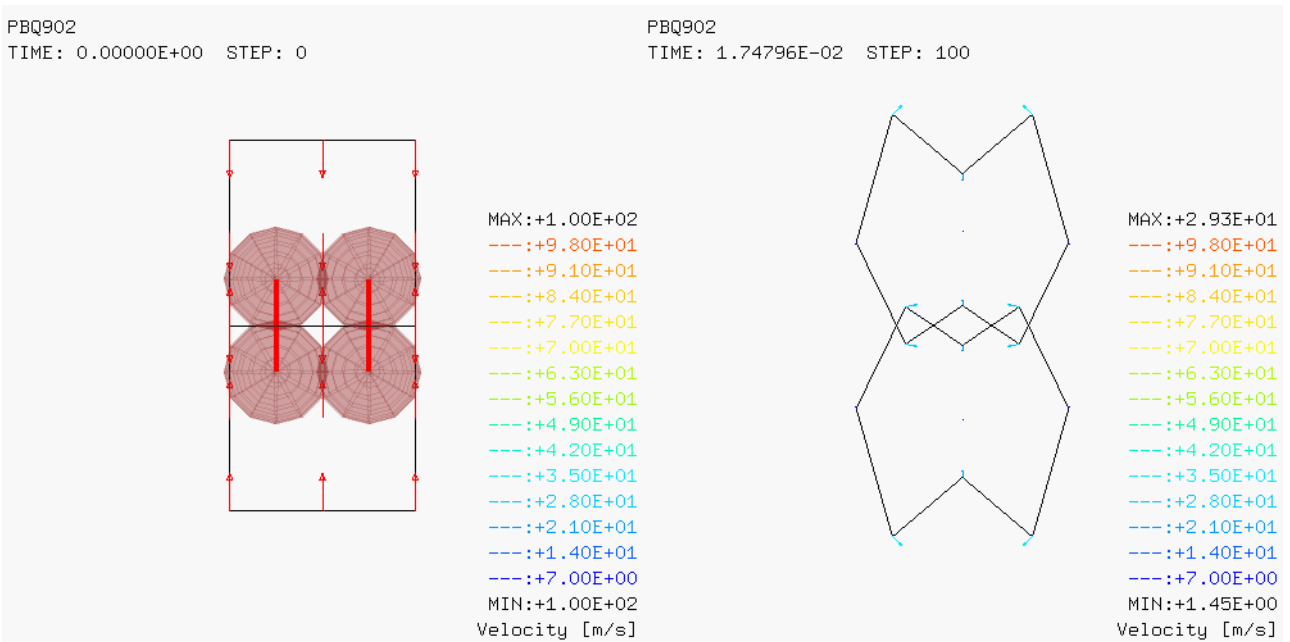 PBQ902
TIME: 0.00000E+00 STEP: 0
MAX:+1.00E+02
---:+9.80E+01
---:+9.10E+01
---:+8.40E+01
---:+7.70E+01
---:+7.00E+01
---:+6.30E+01
---:+5.60E+01
---:+4.90E+01
---:+4.20E+01
---:+3.50E+01
---:+2.80E+01
---:+2.10E+01
---:+1.40E+01
---:+7.00E+00
MIN:+1.00E+02
Velocity [m/s]
PBQ902
TIME: 1.74796E-02 STEP: 100
MAX:+2.93E+01
---:+9.80E+01
---:+9.10E+01
---:+8.40E+01
---:+7.70E+01
---:+7.00E+01
---:+6.30E+01
---:+5.60E+01
---:+4.90E+01
---:+4.20E+01
---:+3.50E+01
---:+2.80E+01
---:+2.10E+01
---:+1.40E+01
---:+7.00E+00
MIN:+1.45E+00
Velocity [m/s]